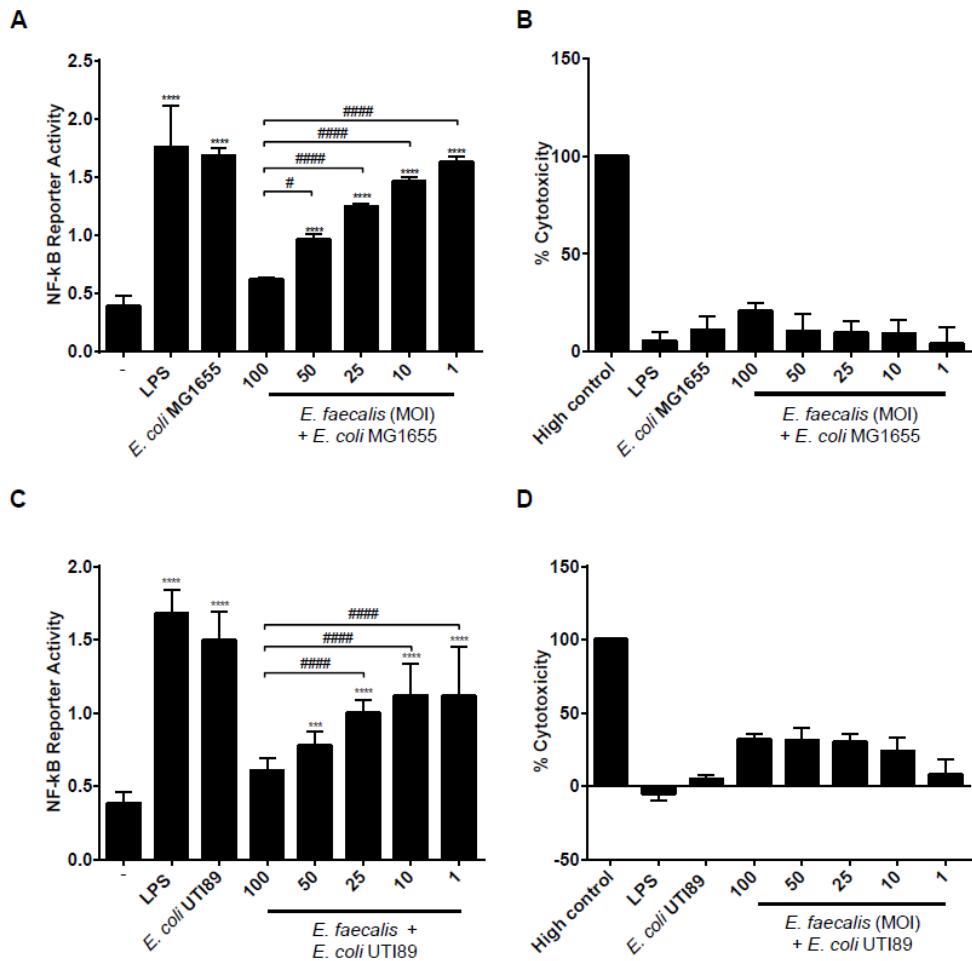 A
NF-kB Reporter Activity
2.5
2.0
1.5
1.0
0.5
0.0
****
****
****
****
****
****
####
####
####
#
-
LPS
E. coli MG1655
100
50
25
10
1
E. faecalis (MOI)
+ E. coli MG1655
B
% Cytotoxicity
150
100
50
0
High control
LPS
E. coli MG1655
100
50
25
10
1
E. faecalis (MOI)
+ E. coli MG1655
C
NF-kB Reporter Activity
2.0
1.5
1.0
0.5
0.0
****
****
***
****
****
****
####
####
####
-
LPS
E. coli UTI89
100
50
25
10
1
E. faecalis +
E. coli UTI89
D
% Cytotoxicity
150
100
50
0
-50
High control
LPS
E. coli UTI89
100
50
25
10
1
E. faecalis (MOI)
+ E. coli UTI89